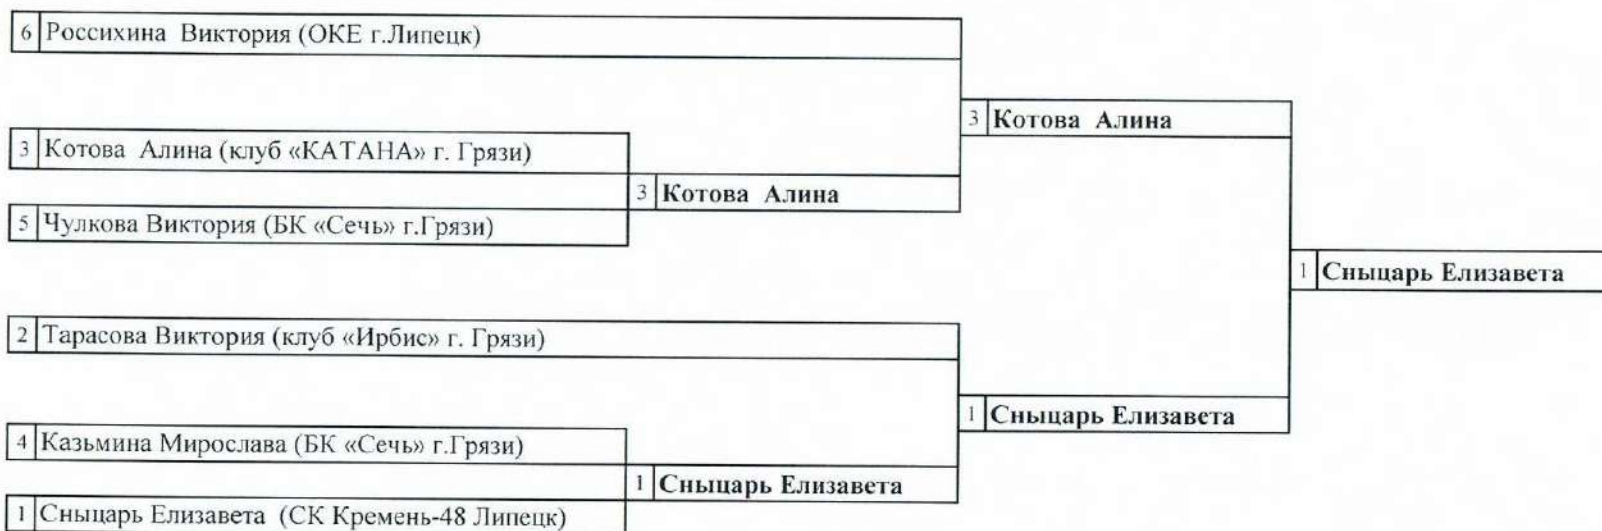 6 Россихина Виктория (ОКЕ г.Липецк)
3 Котова Алина
3 Котова Алина (клуб «КАТАНА» г. Грязи)
3 Котова Алина
5 Чулкова Виктория (БК «Сечь» г.Грязи)
1 Сныцарь Елизавета
2 Тарасова Виктория (клуб «Ирбис» г. Грязи)
1 Сныцарь Елизавета
4 Казьмина Мирослава (БК «Сечь» г.Грязи)
1 Сныцарь Елизавета
1 Сныцарь Елизавета (СК Кремень-48 Липецк)